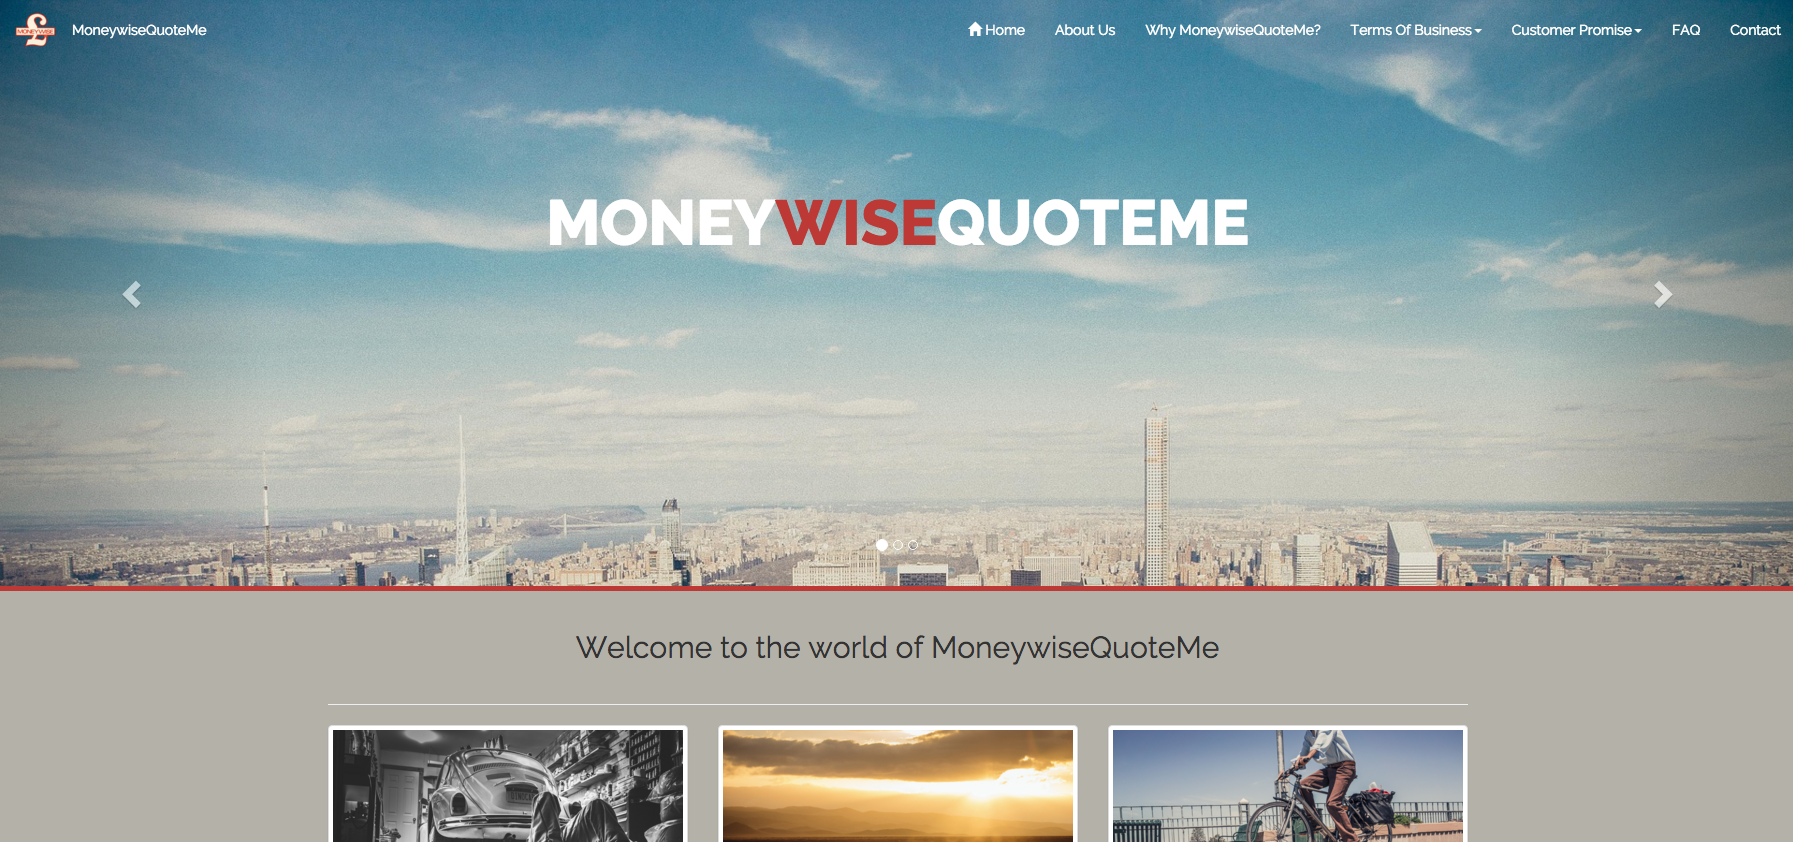 MONEYWISE
MoneywiseQuoteMe
Home
About Us
Why MoneywiseQuoteMe?
Terms Of Business
Customer Promise
FAQ
Contact
MONEYWISEQUOTEME
Welcome to the world of MoneywiseQuoteMe